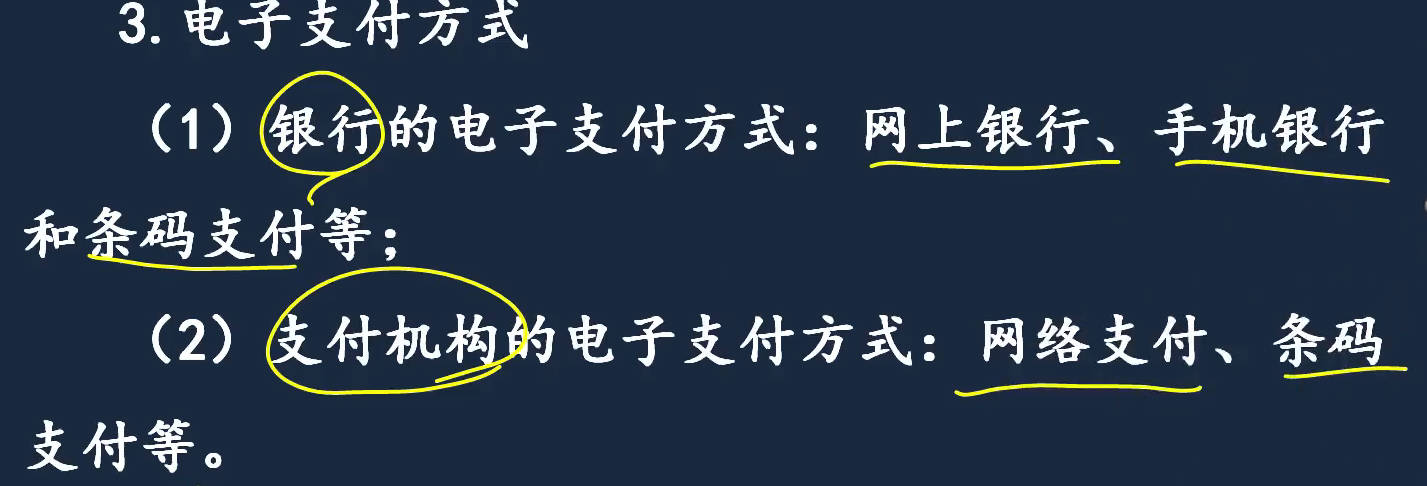 3.电子支付方式
（1）银行的电子支付方式：网上银行、手机银行
和条码支付等；
（2）支付机构的电子支付方式：网络支付、条码
支付等。